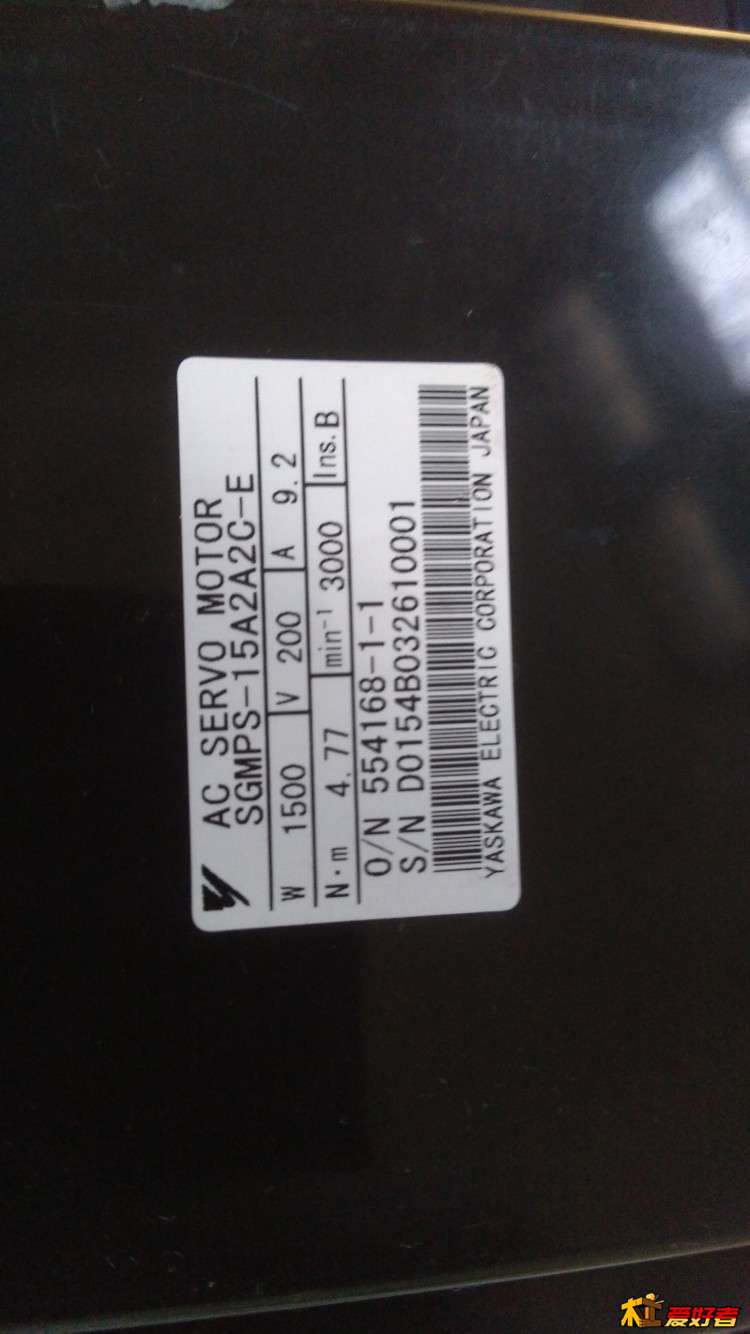 AC SERVO MOTOR
SGMPS-15A2A2C-E
W 1500 V 200 A 9.2
N・m 4.77 min⁻¹ 3000 Ins. B
O/N 554168-1-1
S/N D0154B032610001
YASKAWA ELECTRIC CORPORATION JAPAN
木工爱好者